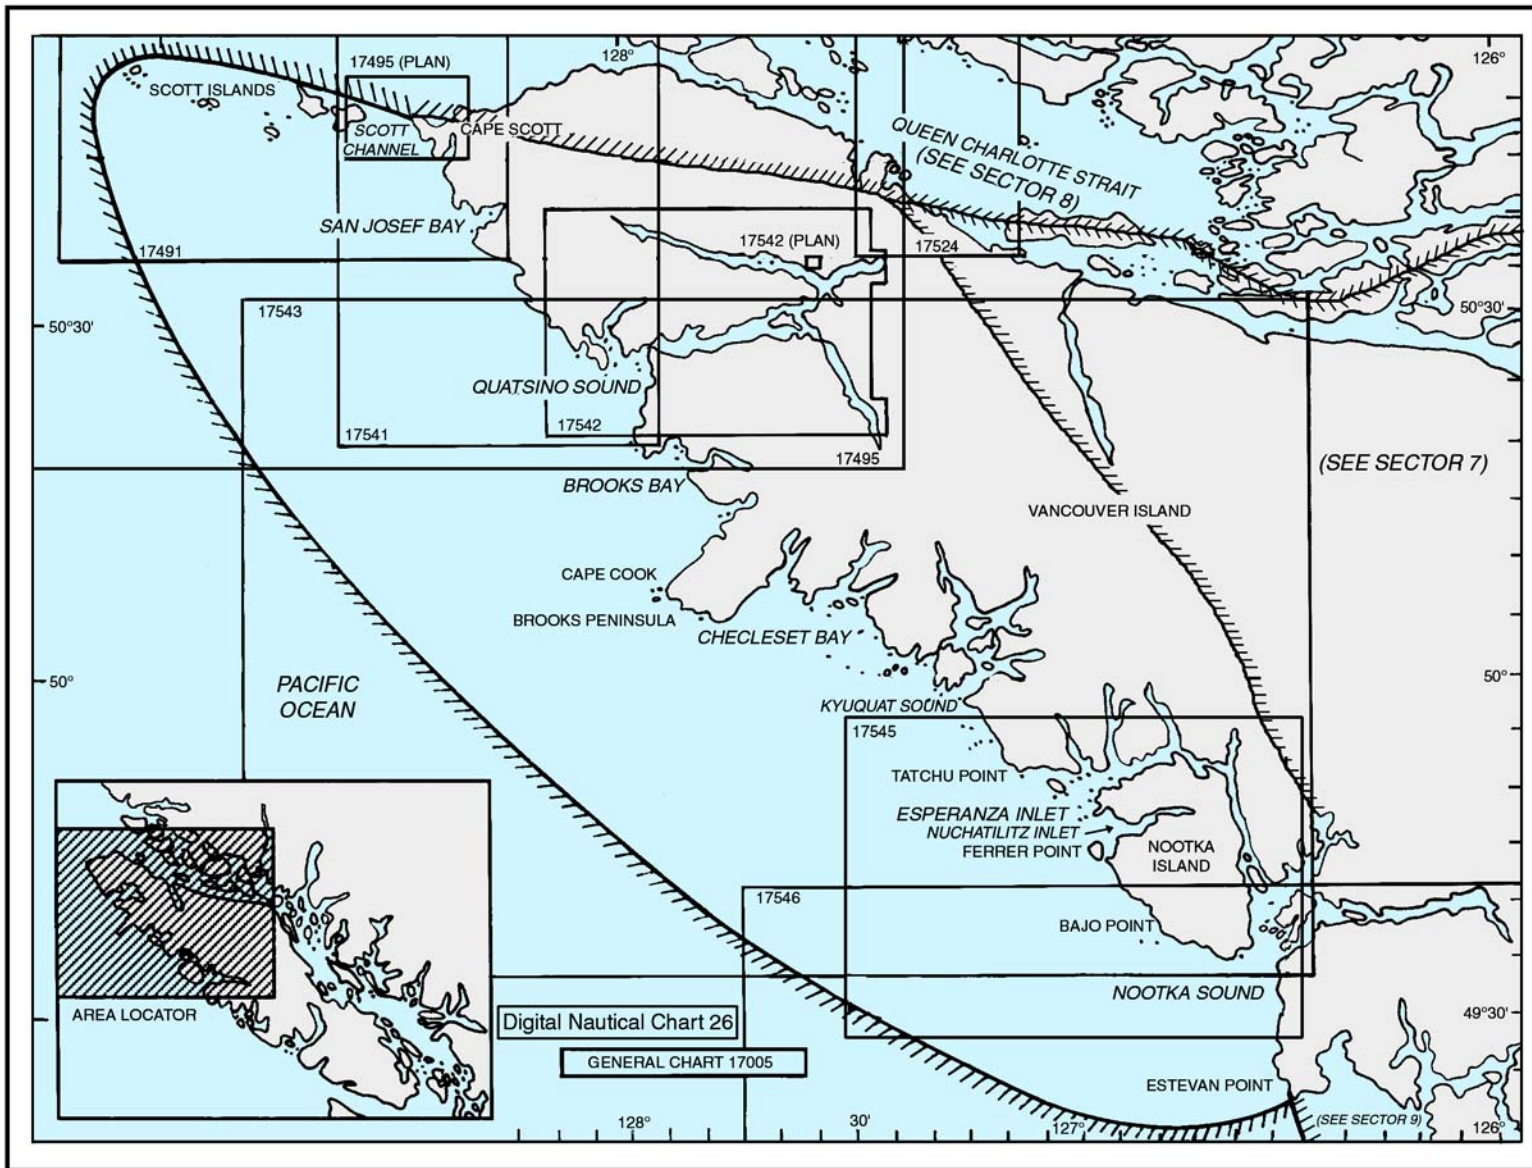 128°
126°
17495 (PLAN)
SCOTT ISLANDS
SCOTT
CHANNEL
CAPE SCOTT
QUEEN CHARLOTTE STRAIT
(SEE SECTOR 8)
SAN JOSEF BAY
17542 (PLAN)
17491
17524
17543
50°30'
50°30'
QUATSINO SOUND
17541
17542
17495
(SEE SECTOR 7)
BROOKS BAY
VANCOUVER ISLAND
CAPE COOK
BROOKS PENINSULA
CHECLESET BAY
50°
50°
PACIFIC
OCEAN
KYUQUAT SOUND
17545
TATCHU POINT
ESPERANZA INLET
NUCHATILITZ INLET
FERRER POINT
NOOTKA
ISLAND
17546
BAJO POINT
NOOTKA SOUND
AREA LOCATOR
Digital Nautical Chart 26
49°30'
GENERAL CHART 17005
ESTEVAN POINT
(SEE SECTOR 9)
128°
30'
127°
126°